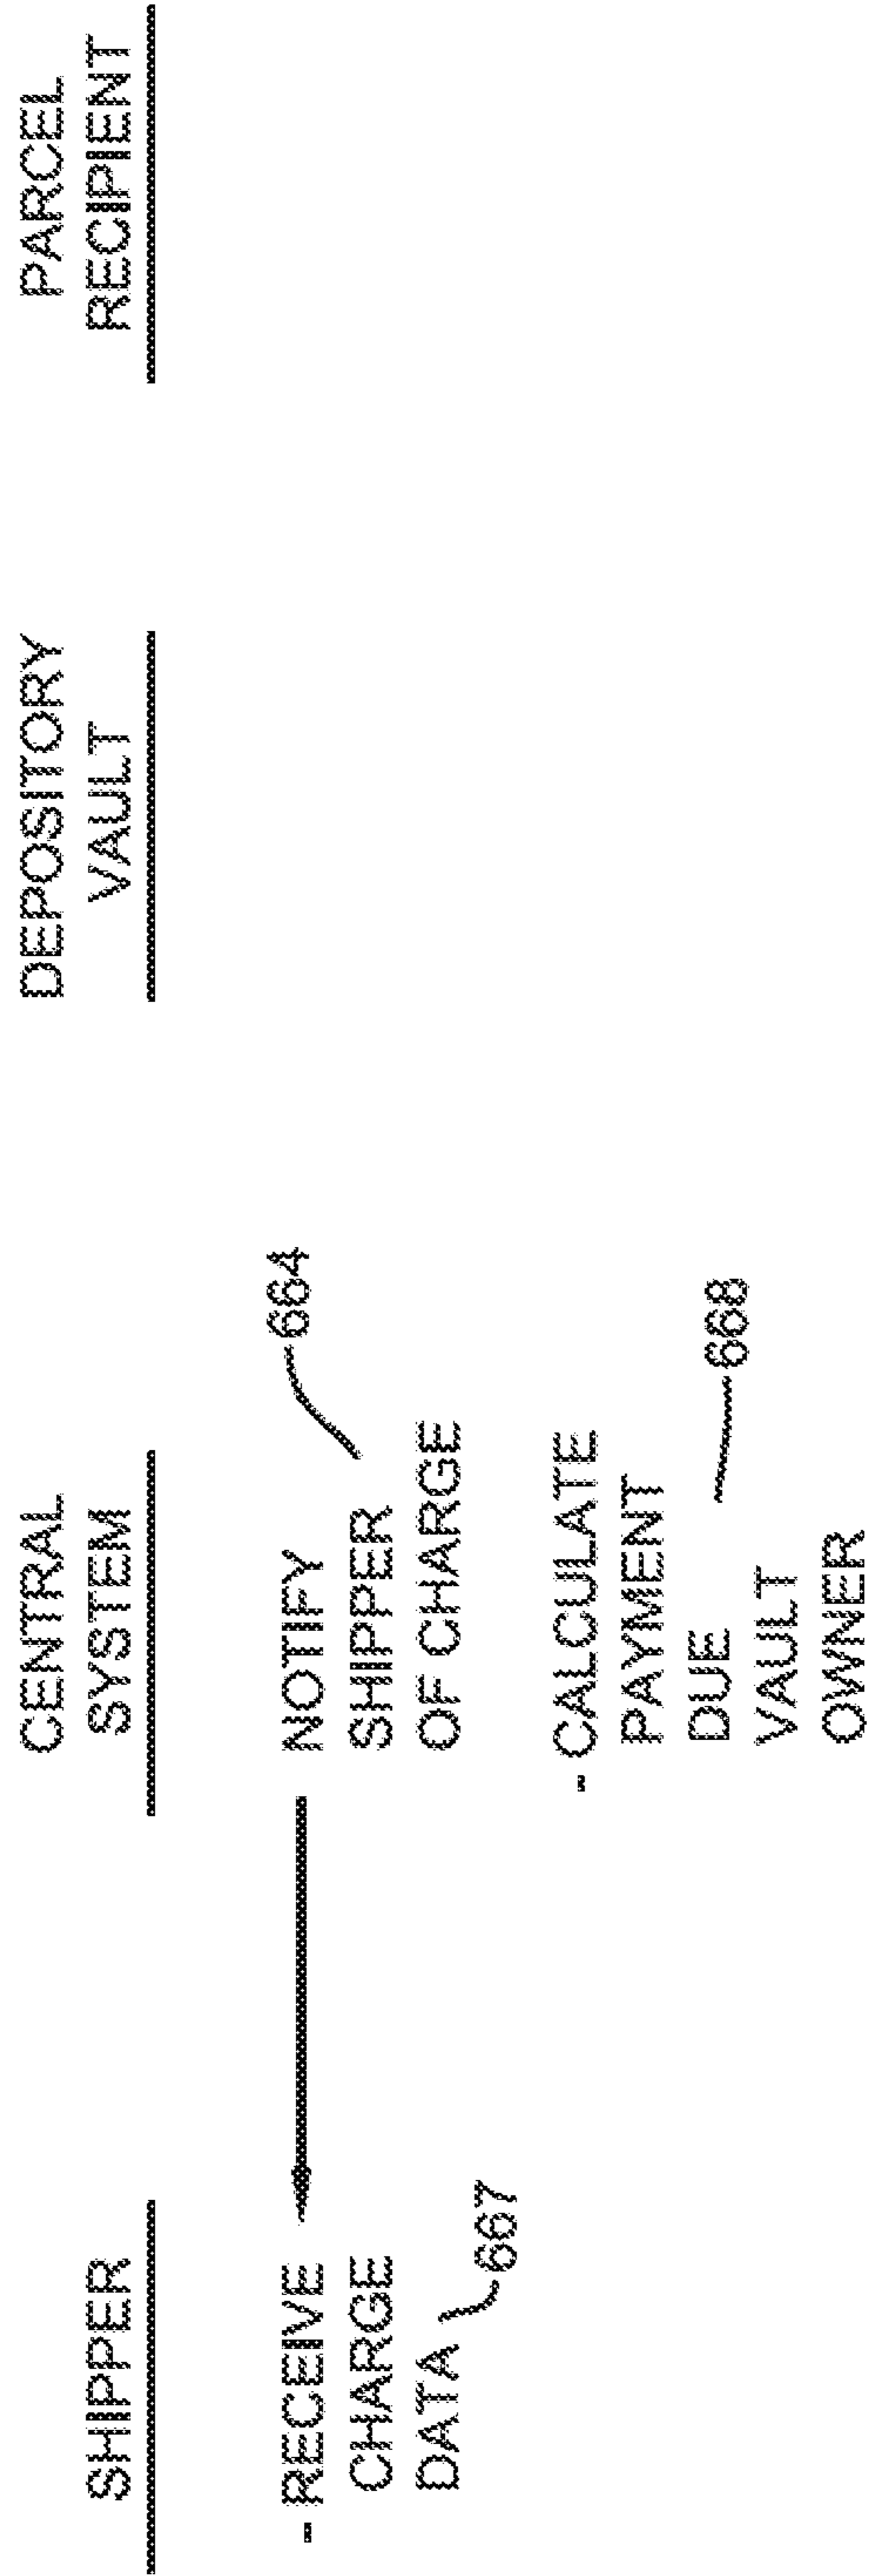 SHIPPER
CENTRAL
SYSTEM
DEPOSITORY
VAULT
PARCEL
RECIPIENT
- RECEIVE
CHARGE
DATA
667
NOTIFY
SHIPPER
OF CHARGE
664
- CALCULATE
PAYMENT
DUE
VAULT
OWNER
668